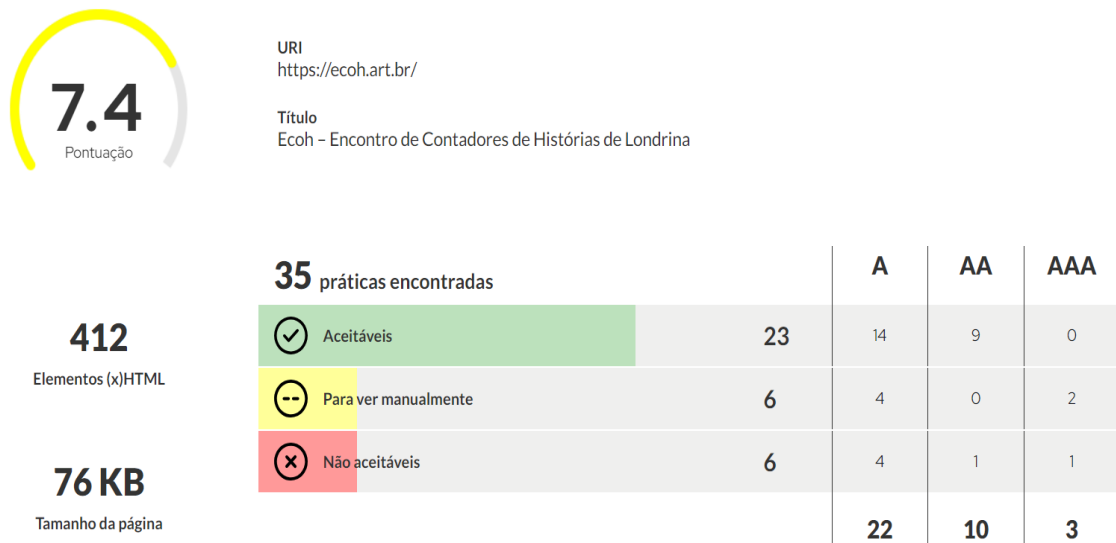 7.4
Pontuação
URI
https://ecoh.art.br/
Título
Ecoh – Encontro de Contadores de Histórias de Londrina
412
Elementos (x)HTML
76 KB
Tamanho da página
35 práticas encontradas A AA AAA
Aceitáveis 23 14 9 0
Para ver manualmente 6 4 0 2
Não aceitáveis 6 4 1 1
22 10 3